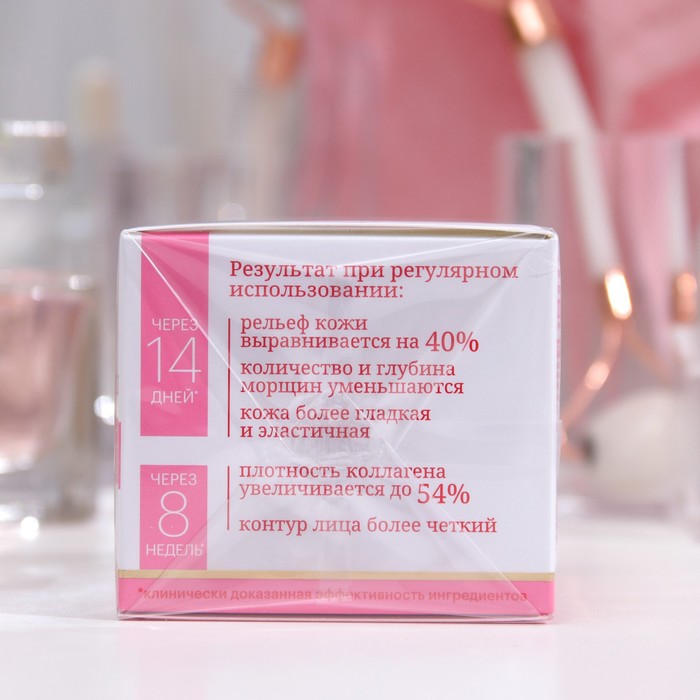 Результат при регулярном
использовании:
ЧЕРЕЗ
14
ДНЕЙ*
рельеф кожи
выравнивается на 40%
количество и глубина
морщин уменьшаются
кожа более гладкая
и эластичная
ЧЕРЕЗ
8
НЕДЕЛЬ*
плотность коллагена
увеличивается до 54%
контур лица более четкий
*клинически доказанная эффективность ингредиентов